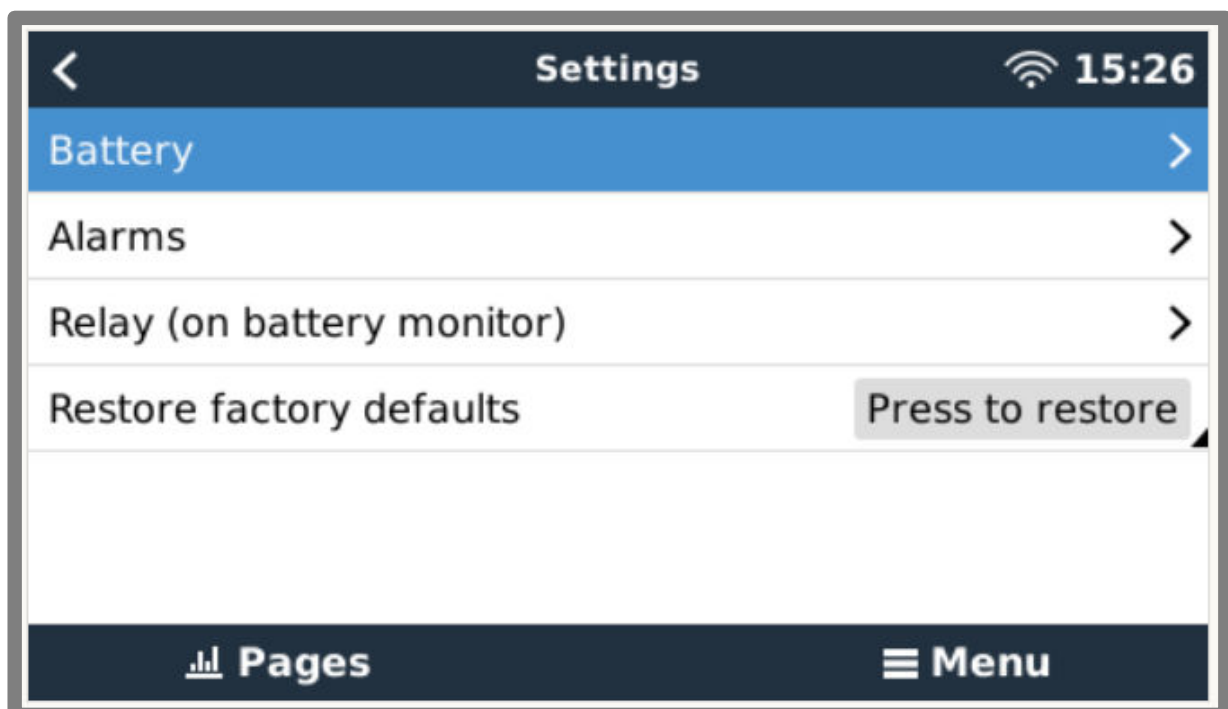 Settings 15:26
Battery
Alarms
Relay (on battery monitor)
Restore factory defaults Press to restore
Pages Menu